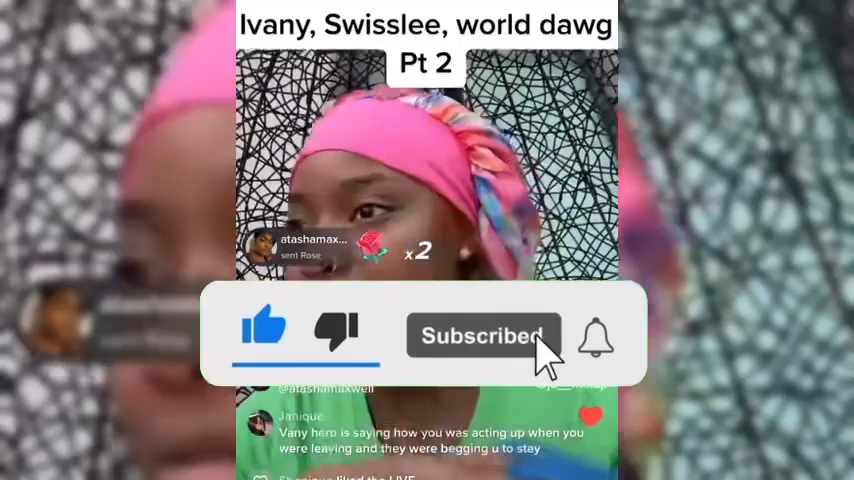 Ivany, Swisslee, world dawg
Pt 2
atashamax...
sent Rose
x2
Subscribed
@atashamaxwell
Janique
Vany hero is saying how you was acting up when you
were leaving and they were begging u to stay
liked the LIVE